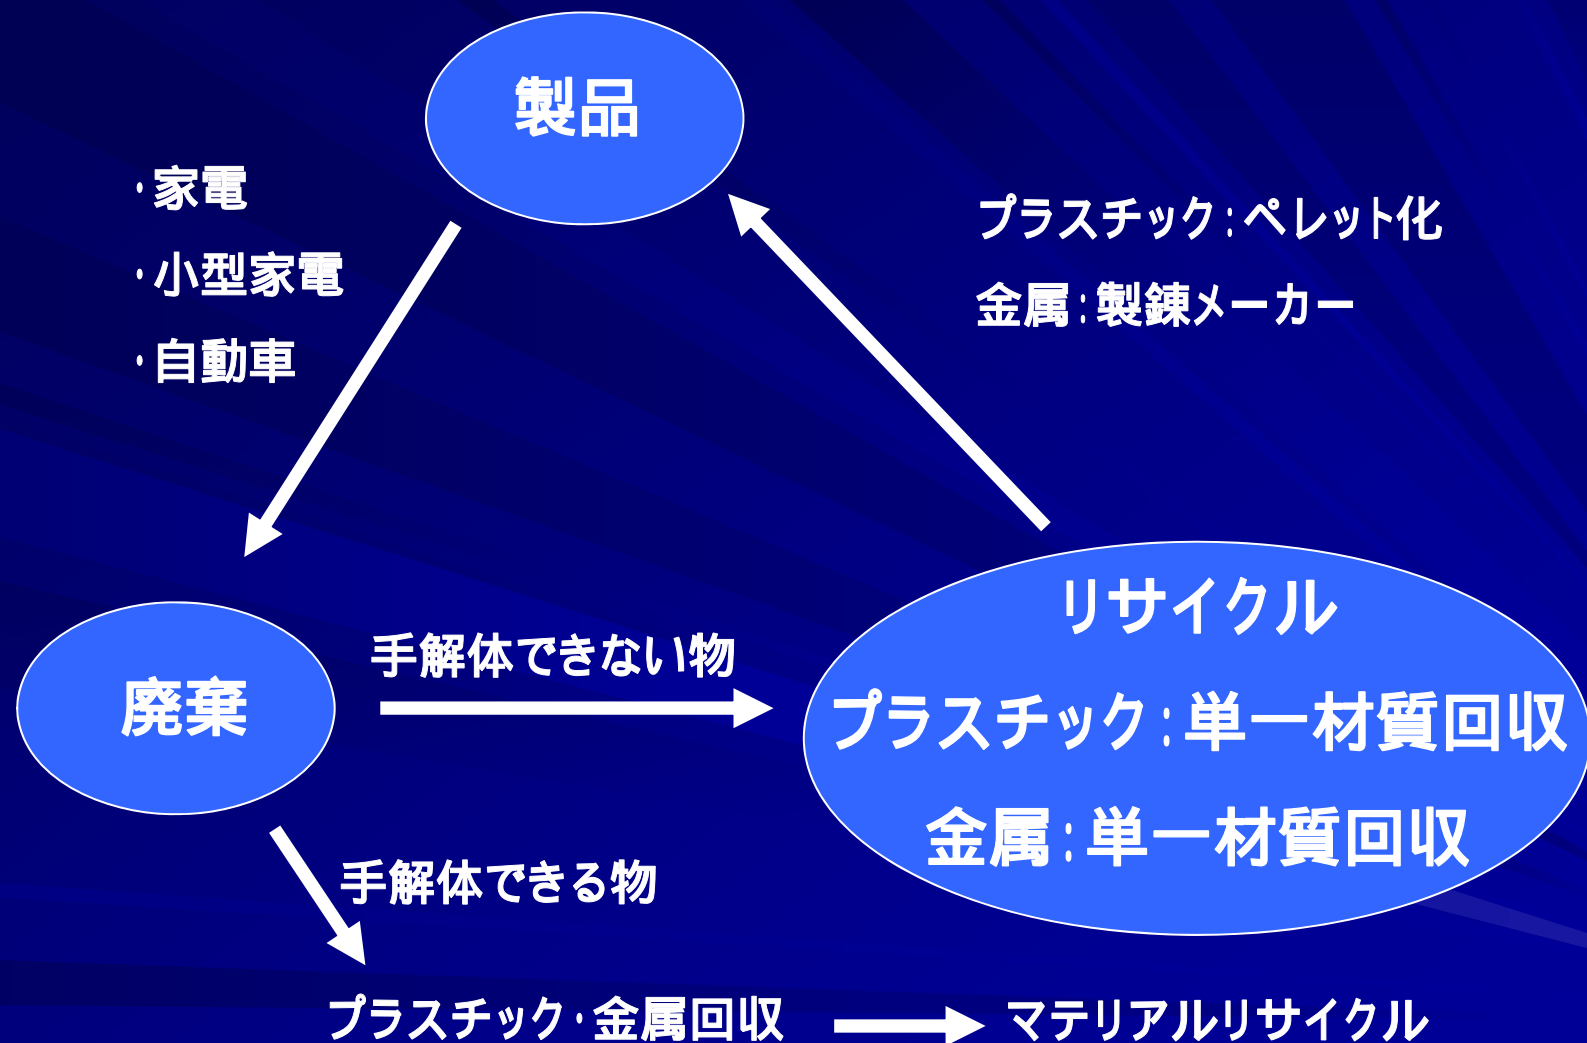 製品
・家電
・小型家電
・自動車
プラスチック:ペレット化
金属:製錬メーカー
廃棄
手解体できない物
リサイクル
プラスチック:単一材質回収
金属:単一材質回収
手解体できる物
プラスチック・金属回収
マテリアルリサイクル